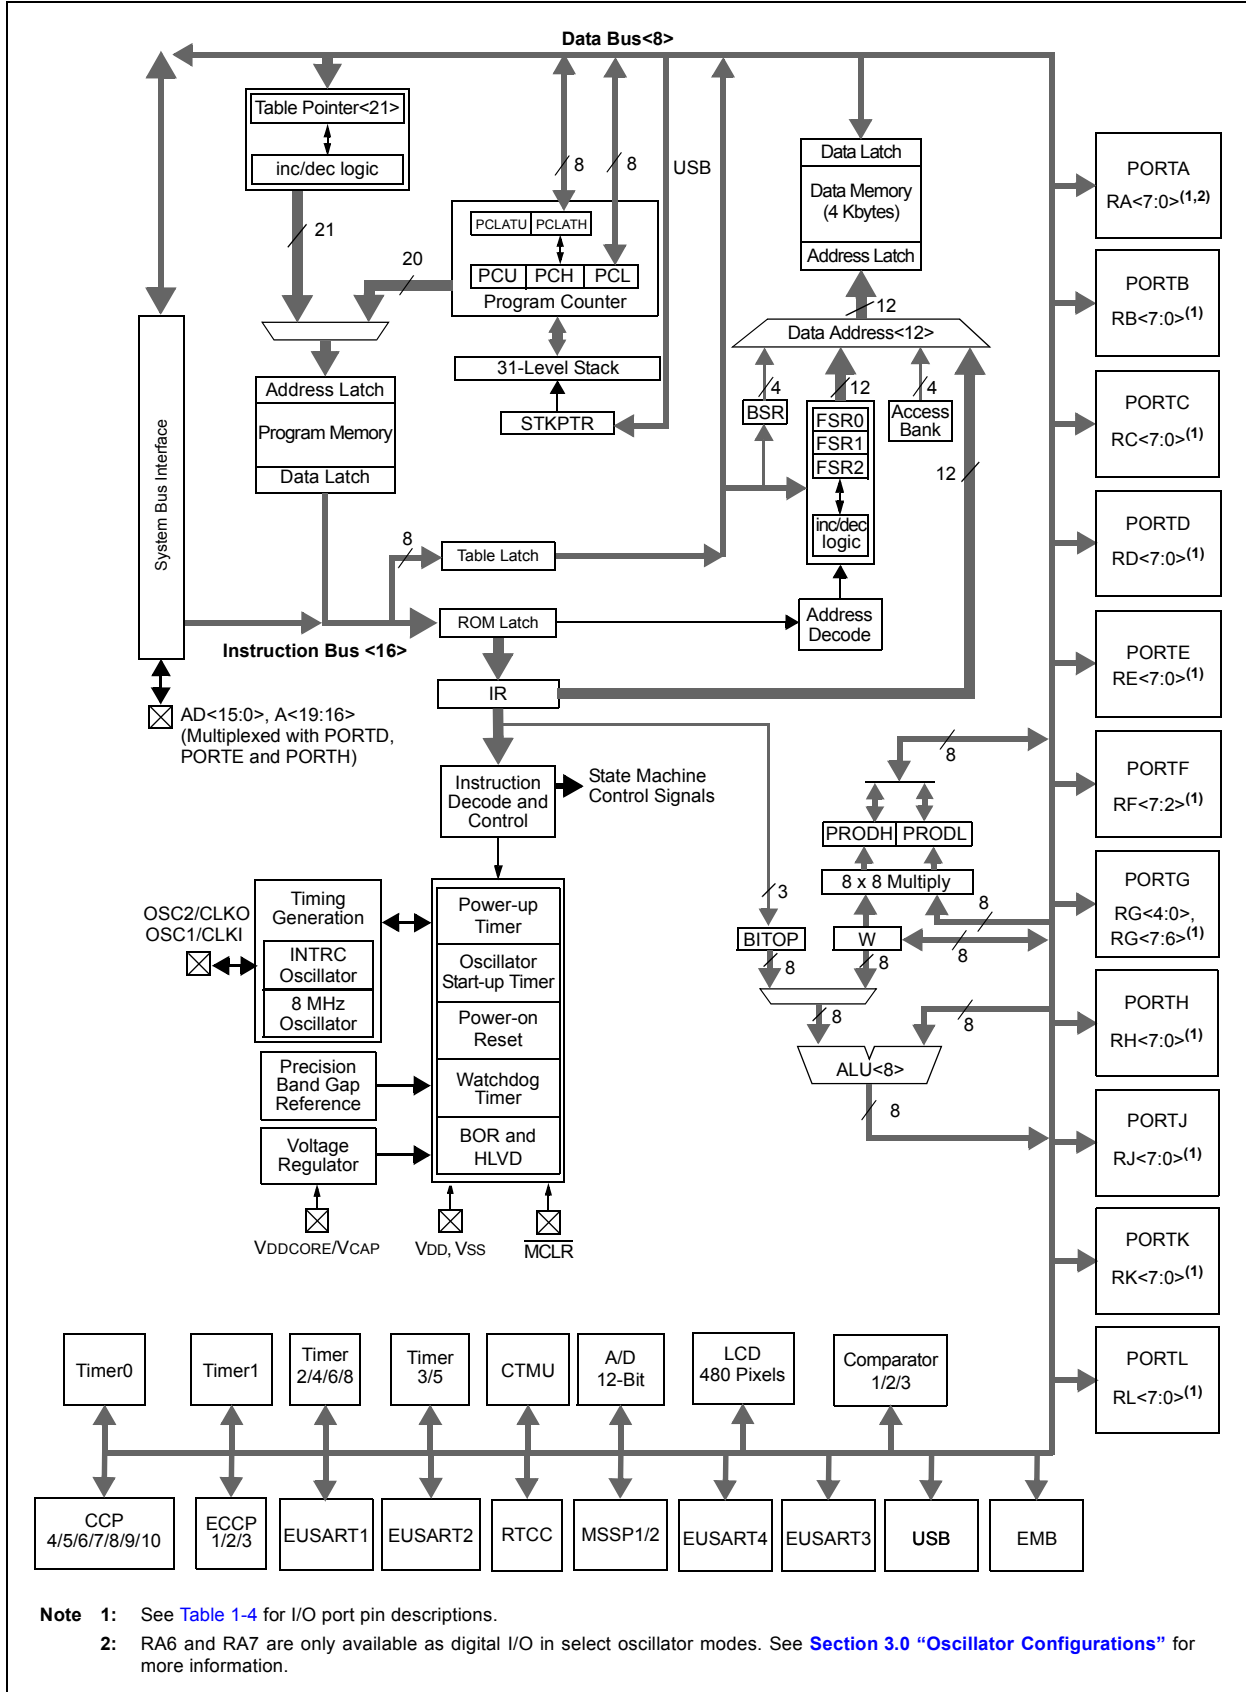 Data Bus<8>
Table Pointer<21>
inc/dec logic
21
20
8
8
USB
PCLATU PCLATH
PCU PCH PCL
Program Counter
31-Level Stack
STKPTR
System Bus Interface
Address Latch
Program Memory
Data Latch
8
Table Latch
ROM Latch
Instruction Bus <16>
IR
AD<15:0>, A<19:16>
(Multiplexed with PORTD,
PORTE and PORTH)
Data Latch
Data Memory
(4 Kbytes)
Address Latch
12
Data Address<12>
4
12
4
BSR
FSR0
FSR1
FSR2
inc/dec
logic
Access
Bank
12
Address
Decode
Instruction
Decode and
Control
State Machine
Control Signals
8
PRODH PRODL
8 x 8 Multiply
3
8
BITOP
W
8
8
8
8
8
ALU<8>
8
OSC2/CLKO
OSC1/CLKI
Timing
Generation
INTRC
Oscillator
8 MHz
Oscillator
Precision
Band Gap
Reference
Voltage
Regulator
Power-up
Timer
Oscillator
Start-up Timer
Power-on
Reset
Watchdog
Timer
BOR and
HLVD
VDDCORE/VCAP
VDD, VSS
MCLR
PORTA
RA<7:0>(1,2)
PORTB
RB<7:0>(1)
PORTC
RC<7:0>(1)
PORTD
RD<7:0>(1)
PORTE
RE<7:0>(1)
PORTF
RF<7:2>(1)
PORTG
RG<4:0>,
RG<7:6>(1)
PORTH
RH<7:0>(1)
PORTJ
RJ<7:0>(1)
PORTK
RK<7:0>(1)
PORTL
RL<7:0>(1)
Timer0
Timer1
Timer
2/4/6/8
Timer
3/5
CTMU
A/D
12-Bit
LCD
480 Pixels
Comparator
1/2/3
CCP
4/5/6/7/8/9/10
ECCP
1/2/3
EUSART1
EUSART2
RTCC
MSSP1/2
EUSART4
EUSART3
USB
EMB
Note 1: See Table 1-4 for I/O port pin descriptions.
2: RA6 and RA7 are only available as digital I/O in select oscillator modes. See Section 3.0 “Oscillator Configurations” for
more information.